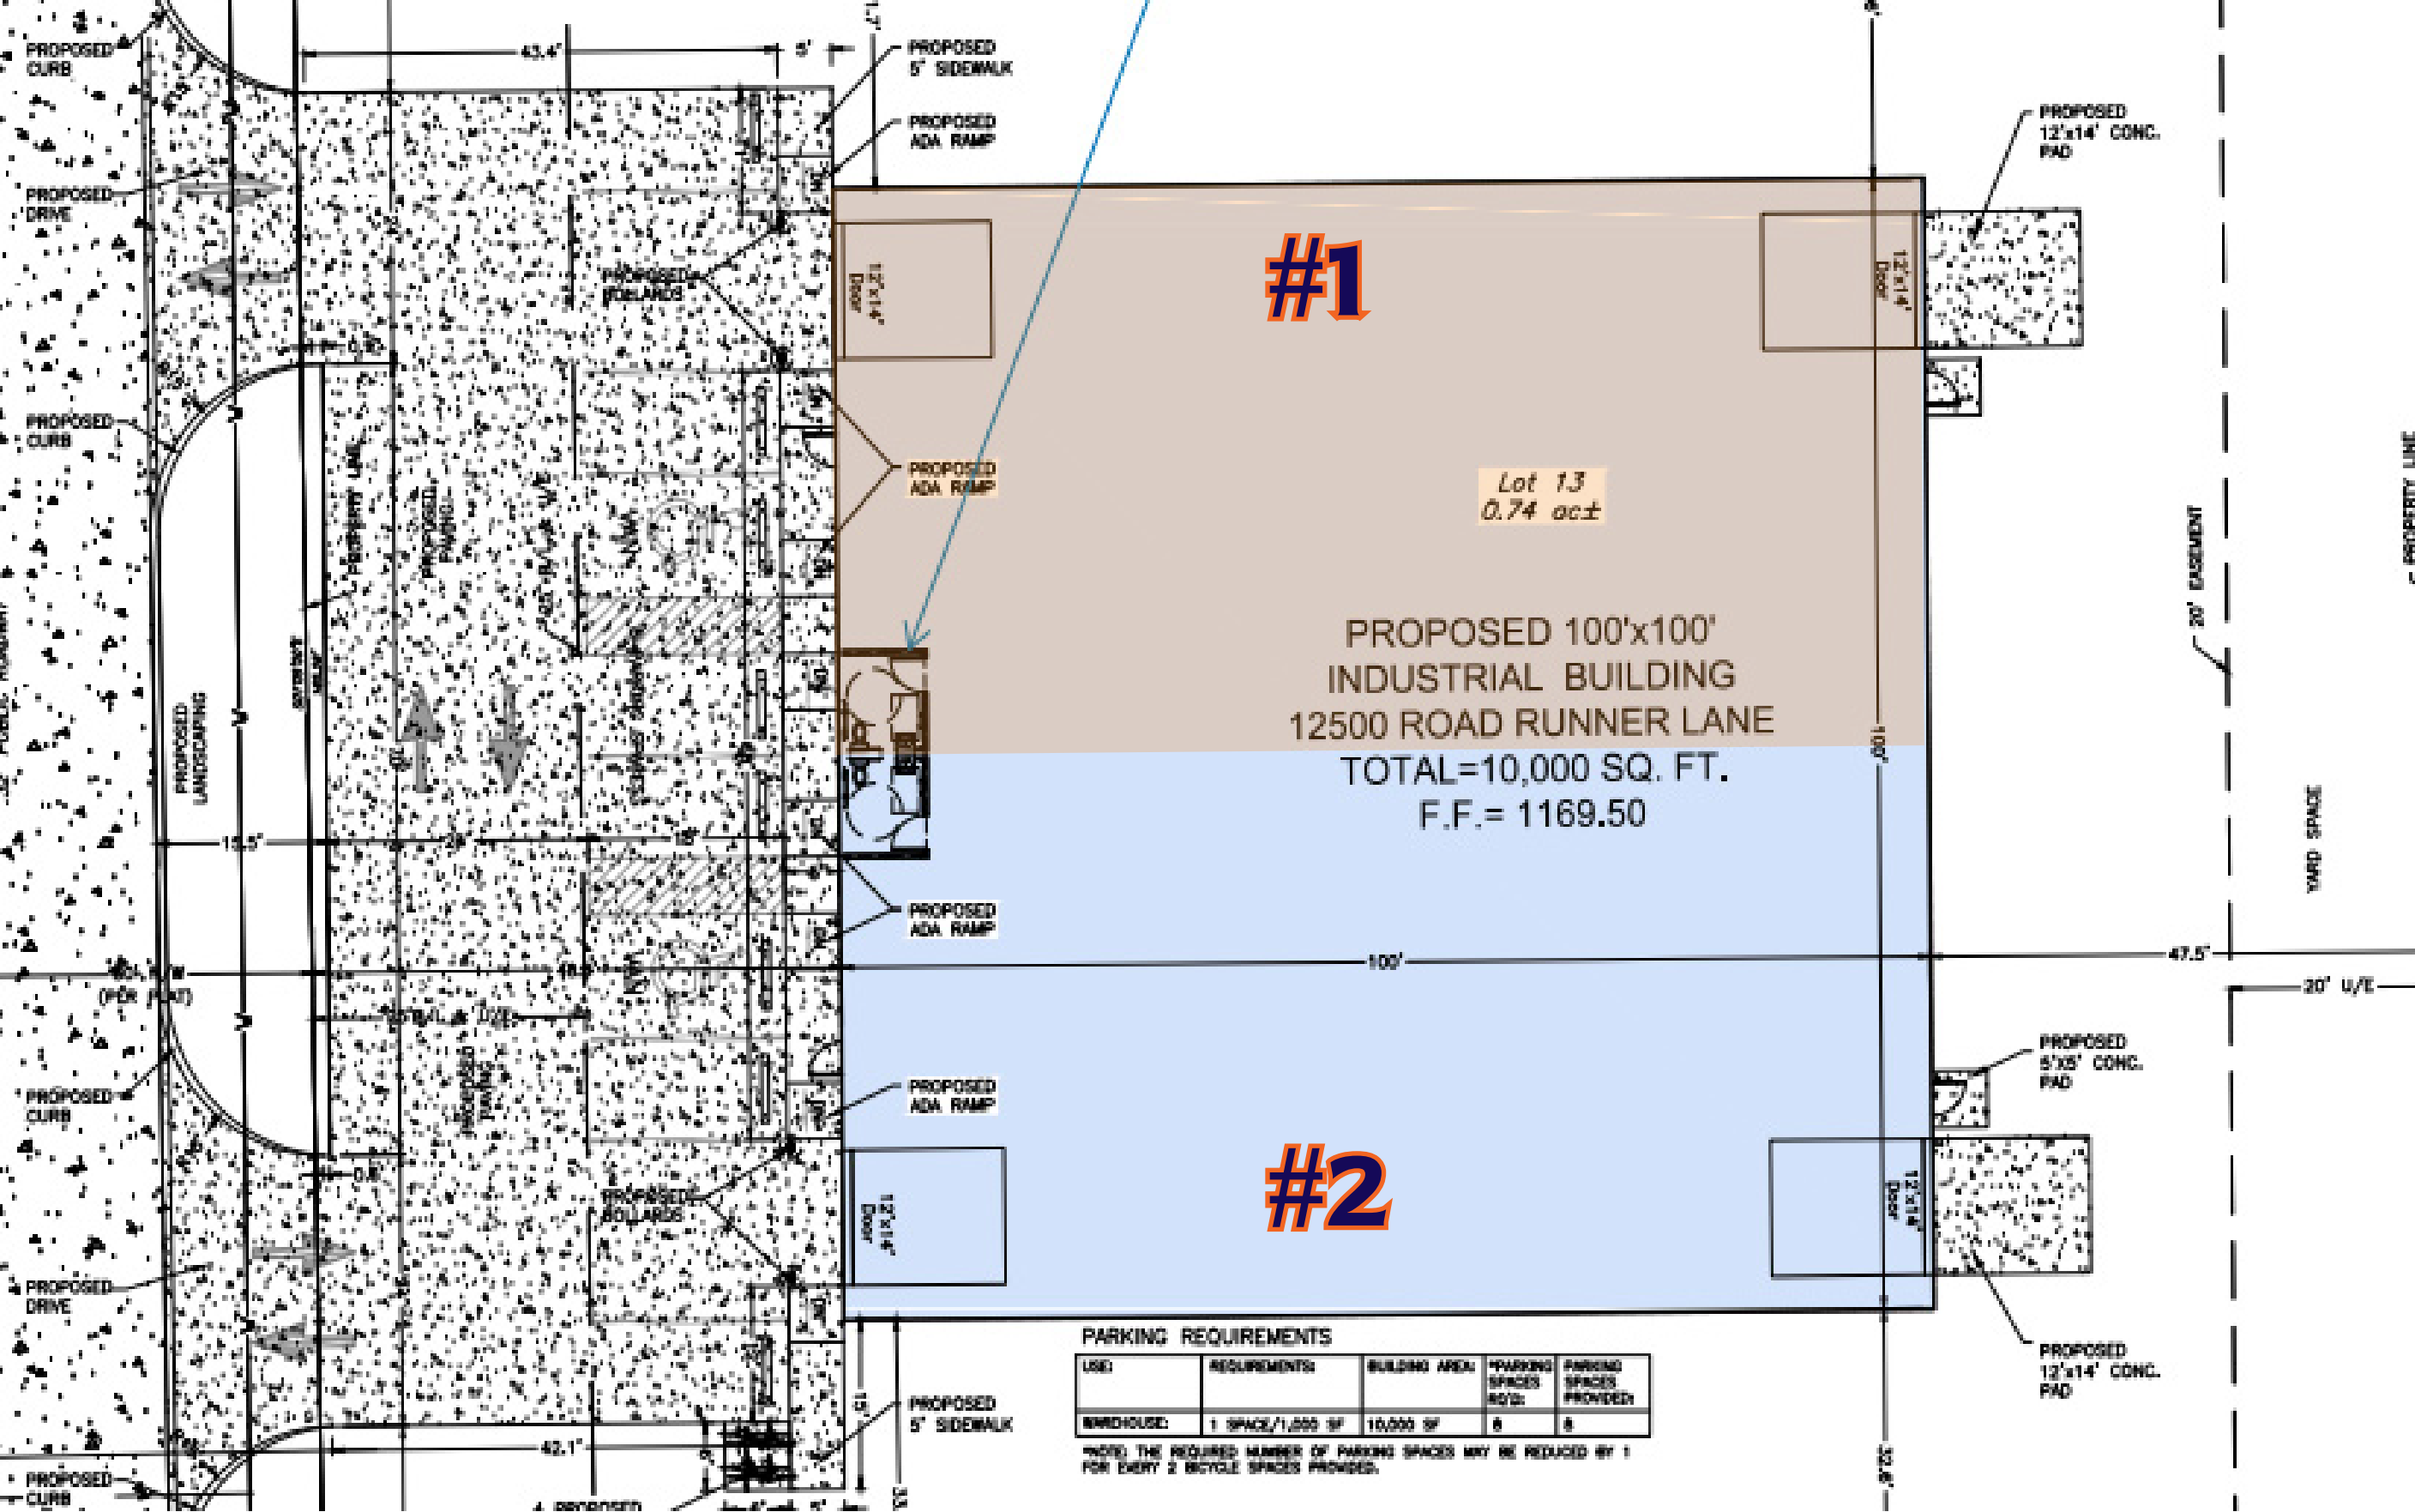 PROPOSED
CURB
43.4'
5'
PROPOSED
5' SIDEWALK
PROPOSED
ADA RAMP
PROPOSED
12'x14' CONC.
PAD
PROPOSED
DRIVE
#1
12'x14'
Door
12'x14'
Door
PROPOSED
BOLLARDS
PROPOSED
CURB
PROPERTY LINE
PROPOSED
PAVING
PROPOSED
ADA RAMP
Lot 13
0.74 ac±
PROPERTY LINE
20' EASEMENT
PROPOSED 100'x100'
INDUSTRIAL BUILDING
12500 ROAD RUNNER LANE
TOTAL=10,000 SQ. FT.
F.F.= 1169.50
100'
PROPOSED
LANDSCAPING
YARD SPACE
PROPOSED
ADA RAMP
100'
47.5'
20' U/E
(PER PLAT)
PROPOSED
PAVING
PROPOSED
CURB
PROPOSED
ADA RAMP
PROPOSED
5'X5' CONC.
PAD
#2
12'x14'
Door
12'x14'
Door
PROPOSED
BOLLARDS
PROPOSED
DRIVE
PROPOSED
12'x14' CONC.
PAD
PARKING REQUIREMENTS
USE: REQUIREMENTS: BUILDING AREA: *PARKING SPACES RQ'D: PARKING SPACES PROVIDED:
WAREHOUSE: 1 SPACE/1,000 SF 10,000 SF 8 8
*NOTE: THE REQUIRED NUMBER OF PARKING SPACES MAY BE REDUCED BY 1
FOR EVERY 2 BICYCLE SPACES PROVIDED.
15'
PROPOSED
5' SIDEWALK
42.1'
32.6'
PROPOSED
CURB
4 PROPOSED
5'